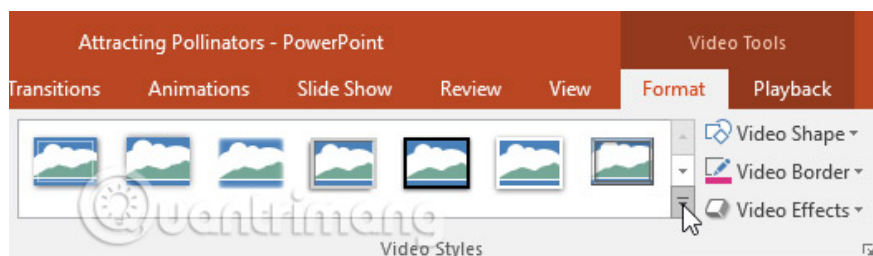 Attracting Pollinators - PowerPoint
Video Tools
Transitions Animations Slide Show Review View Format Playback
Video Shape
Video Border
Video Effects
Quantrimang
Video Styles